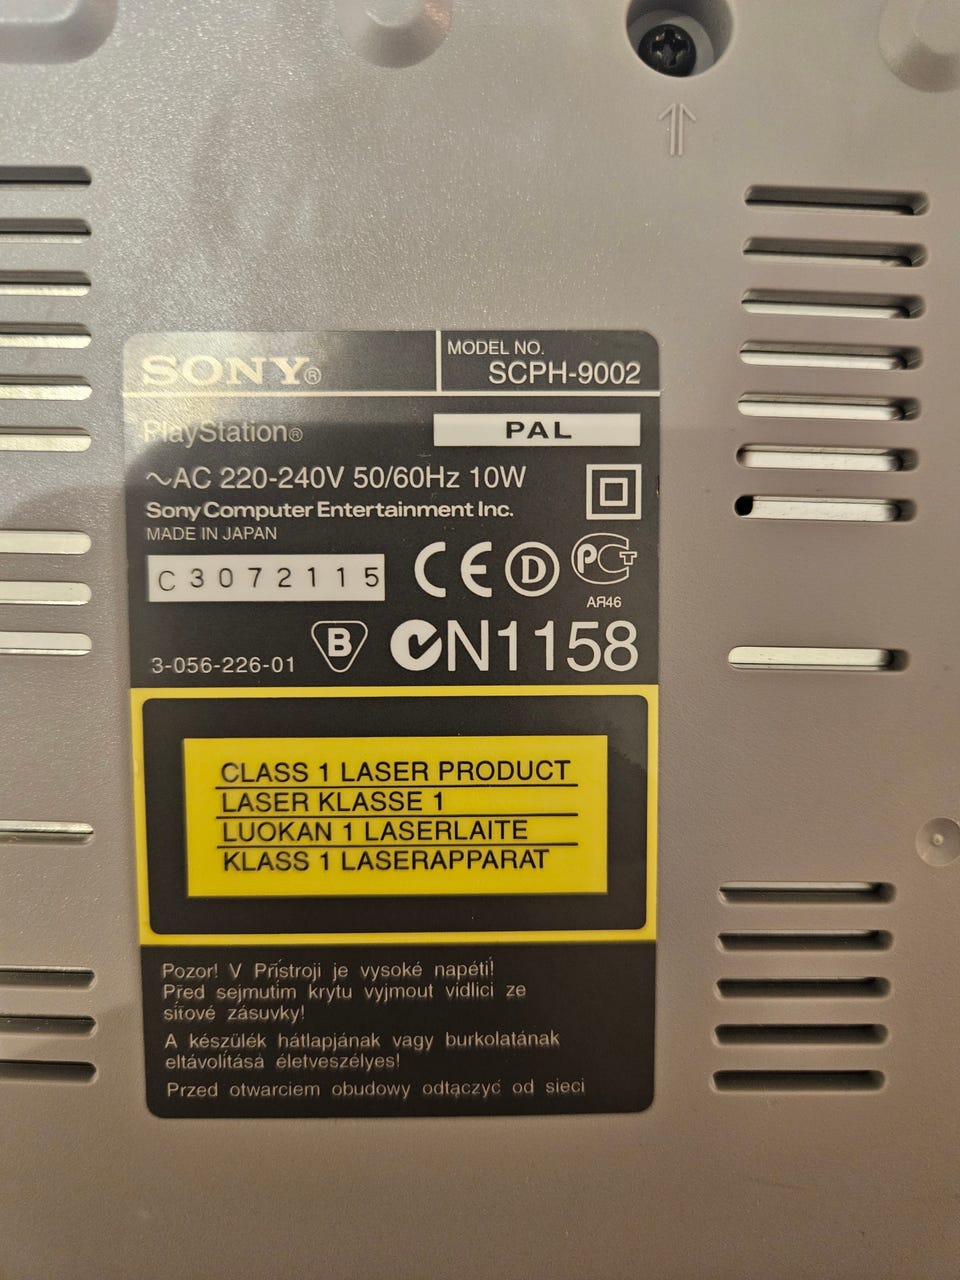 SONY®
MODEL NO.
SCPH-9002
PlayStation®
PAL
~AC 220-240V 50/60Hz 10W
Sony Computer Entertainment Inc.
MADE IN JAPAN
C3072115
CE D PCT
АЯ46
3-056-226-01
B
N1158
CLASS 1 LASER PRODUCT
LASER KLASSE 1
LUOKAN 1 LASERLAITE
KLASS 1 LASERAPPARAT
Pozor! V Přístroji je vysoké napětí!
Před sejmutím krytu vyjmout vidlici ze
síťové zásuvky!
A készülék hátlapjának vagy burkolatának
eltávolítása életveszélyes!
Przed otwarciem obudowy odłączyć od sieci